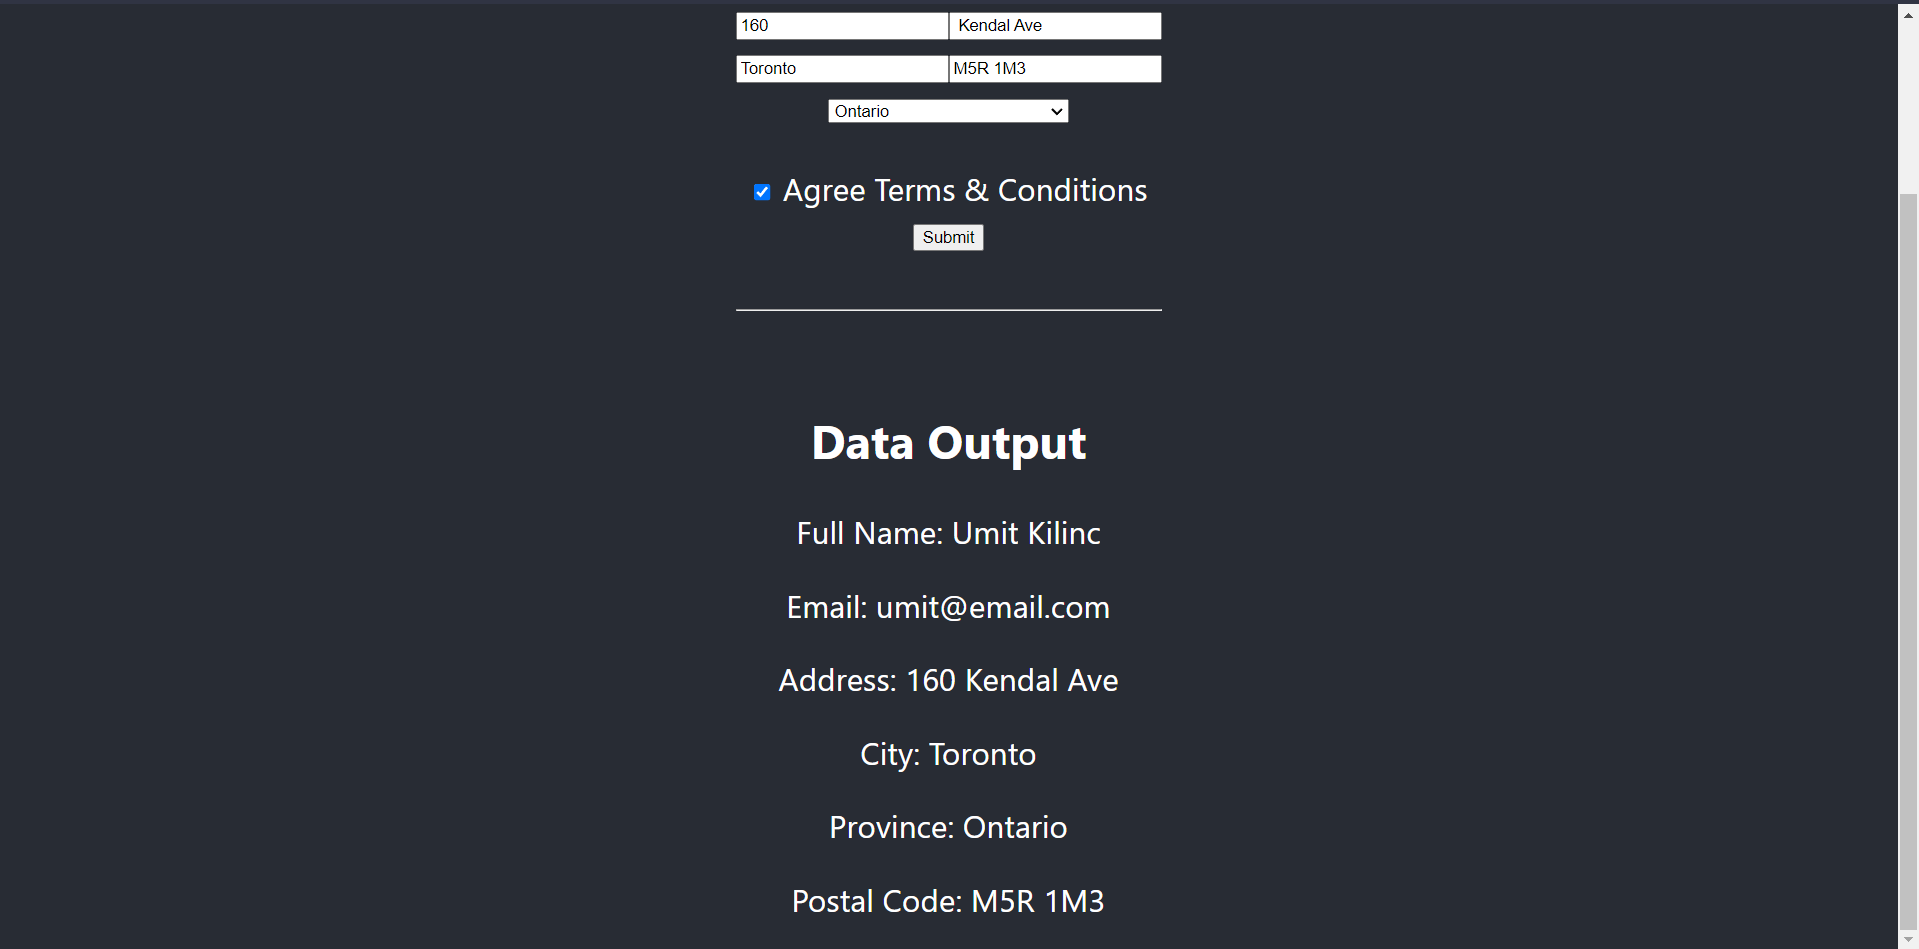 160 Kendal Ave
Toronto M5R 1M3
Ontario
Agree Terms & Conditions
Submit
Data Output
Full Name: Umit Kilinc
Email: umit@email.com
Address: 160 Kendal Ave
City: Toronto
Province: Ontario
Postal Code: M5R 1M3